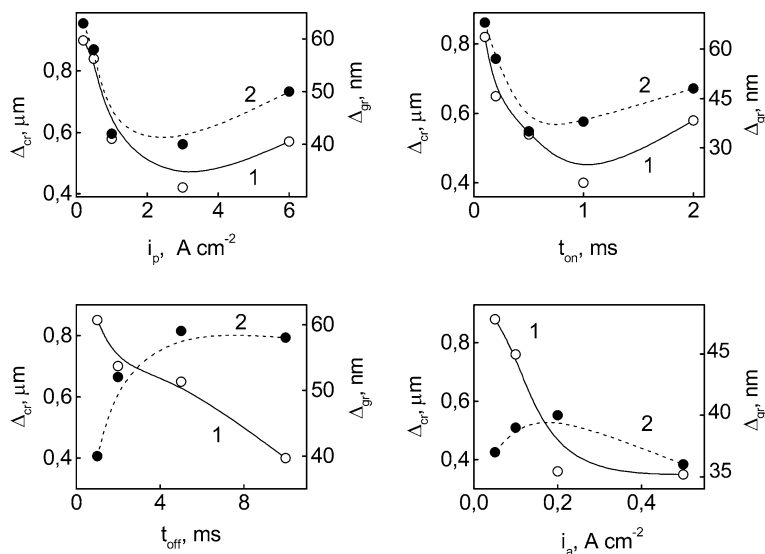 0,8
0,6
0,4
Δcr, μm
60
50
40
Δgr, nm
2
1
0 2 4 6
ip, A cm-2
0,8
0,6
0,4
Δcr, μm
60
45
30
Δgr, nm
2
1
0 1 2
ton, ms
0,8
0,6
0,4
Δcr, μm
60
50
40
Δgr, nm
2
1
0 4 8
toff, ms
0,8
0,6
0,4
Δcr, μm
45
40
35
Δgr, nm
1
2
0,0 0,2 0,4
ia, A cm-2